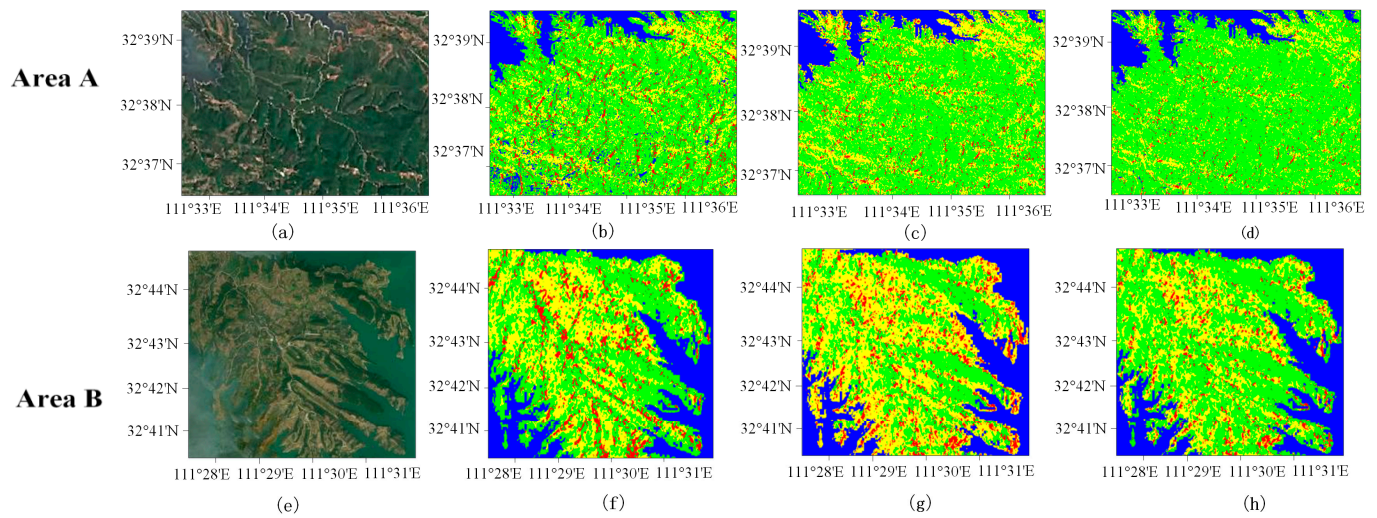 Area A
32°39'N
32°38'N
32°37'N
111°33'E 111°34'E 111°35'E 111°36'E
(a)
32°39'N
32°38'N
32°37'N
111°33'E 111°34'E 111°35'E 111°36'E
(b)
32°39'N
32°38'N
32°37'N
111°33'E 111°34'E 111°35'E 111°36'E
(c)
32°39'N
32°38'N
32°37'N
111°33'E 111°34'E 111°35'E 111°36'E
(d)
Area B
32°44'N
32°43'N
32°42'N
32°41'N
111°28'E 111°29'E 111°30'E 111°31'E
(e)
32°44'N
32°43'N
32°42'N
32°41'N
111°28'E 111°29'E 111°30'E 111°31'E
(f)
32°44'N
32°43'N
32°42'N
32°41'N
111°28'E 111°29'E 111°30'E 111°31'E
(g)
32°44'N
32°43'N
32°42'N
32°41'N
111°28'E 111°29'E 111°30'E 111°31'E
(h)